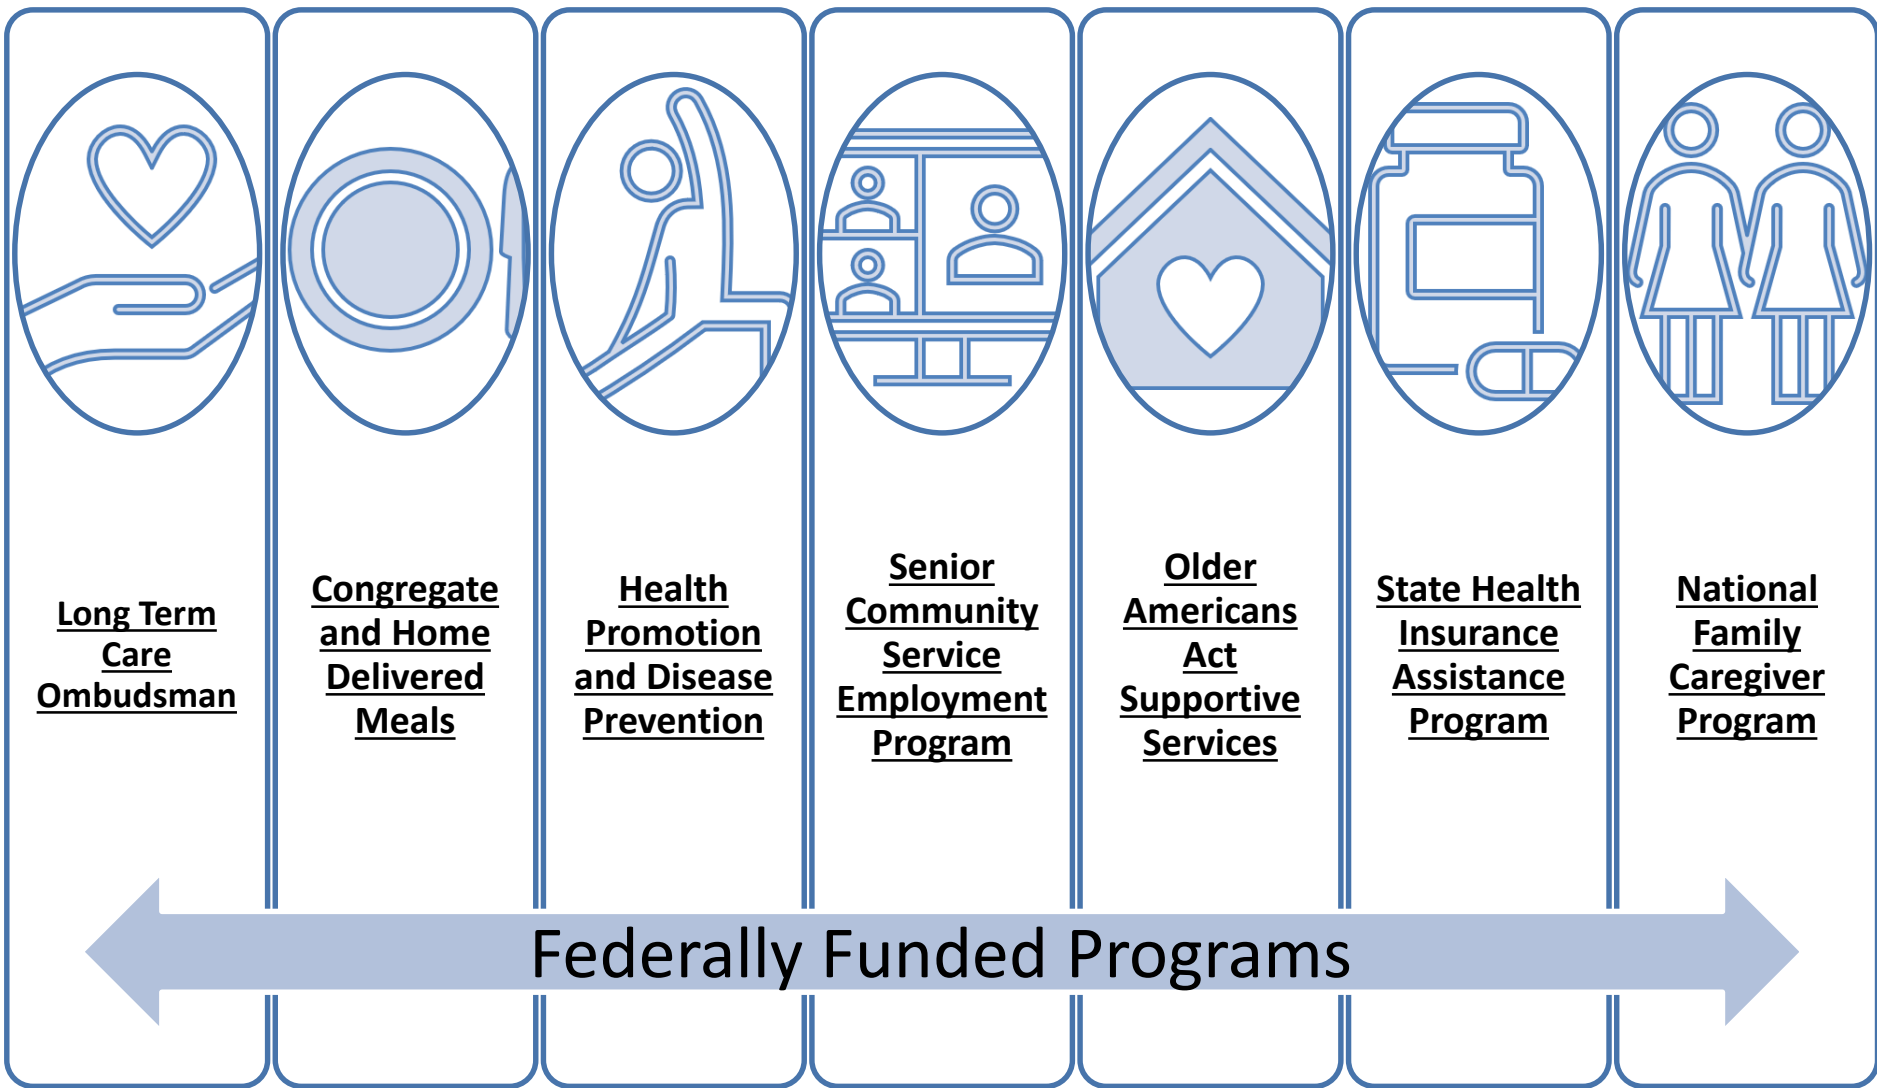 Long Term
Care
Ombudsman
Congregate
and Home
Delivered
Meals
Health
Promotion
and Disease
Prevention
Senior
Community
Service
Employment
Program
Older
Americans
Act
Supportive
Services
State Health
Insurance
Assistance
Program
National
Family
Caregiver
Program
Federally Funded Programs